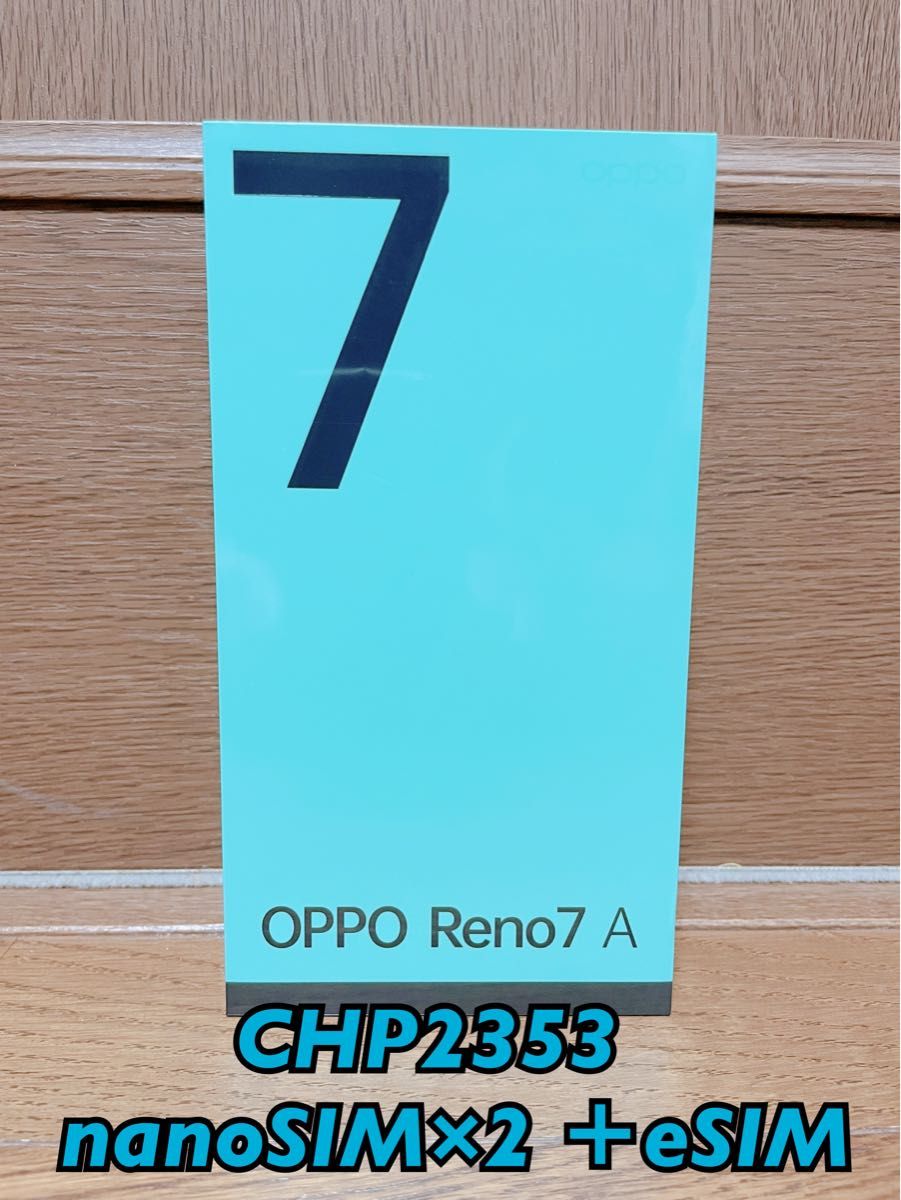 7
oppo
OPPO Reno7 A
CHP2353
nanoSIM×2 +eSIM